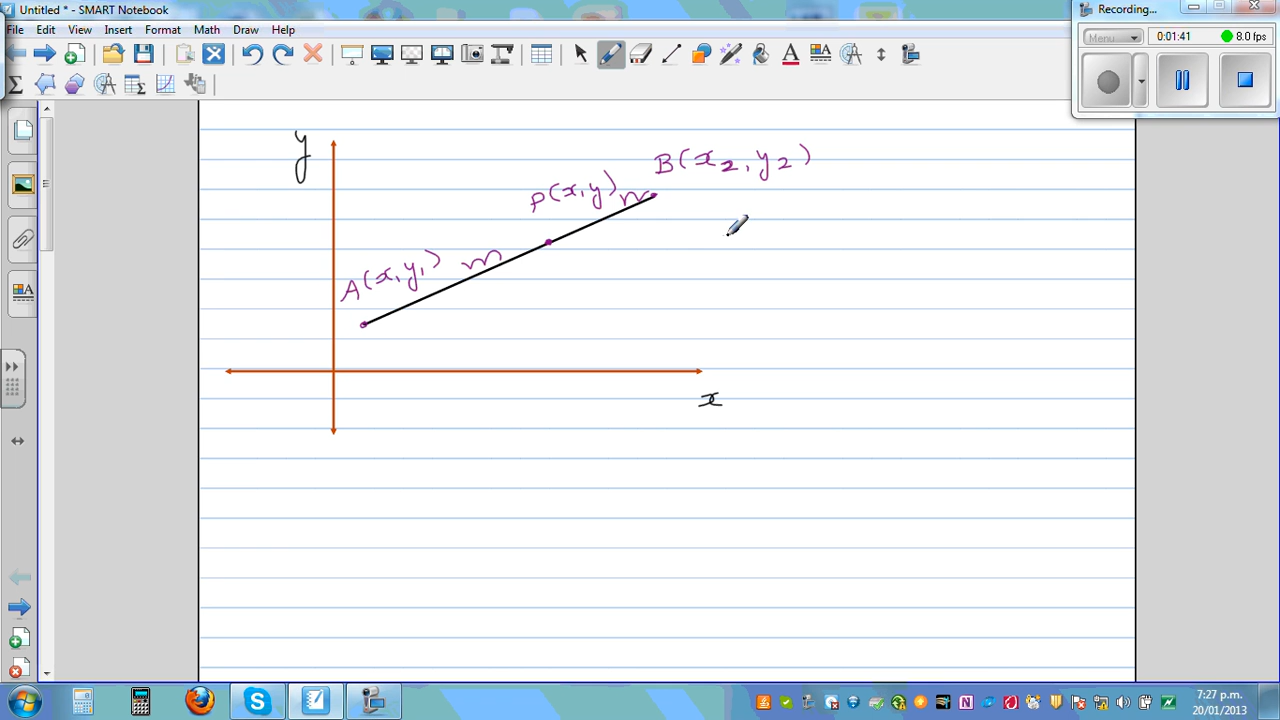 Untitled * - SMART Notebook
File Edit View Insert Format Math Draw Help
Recording...
Menu
0:01:41
8.0 fps
y
B(x2, y2)
P(x, y)
n
A(x, y1)
m
x
7:27 p.m.
20/01/2013